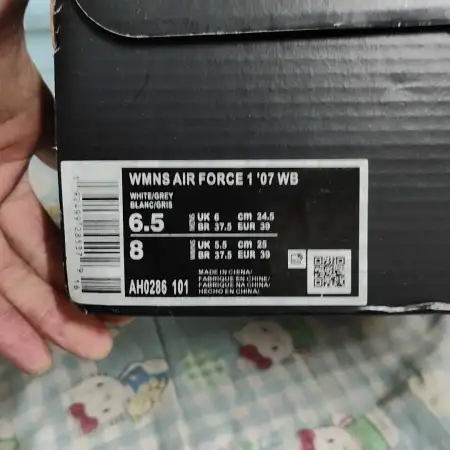 WMNS AIR FORCE 1 '07 WB
WHITE/GREY
BLANC/GRIS
6.5 UK 6 CM 24.5
BR 37.5 EUR 39
8 UK 5.5 CM 25
BR 37.5 EUR 39
MADE IN CHINA/
FABRIQUE EN CHINE/
FABRIQUE NA CHINA/
HECHO EN CHINA
AH0286 101